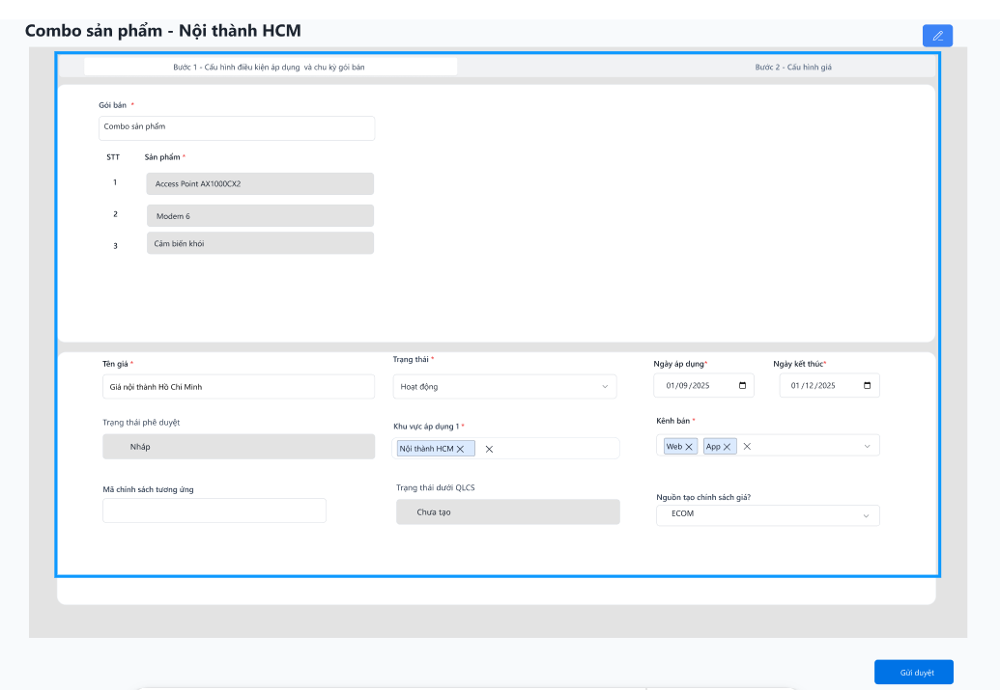 Combo sản phẩm - Nội thành HCM
Bước 1 - Cấu hình điều kiện áp dụng và chu kỳ gói bán
Bước 2 - Cấu hình giá
Gói bán *
Combo sản phẩm
STT Sản phẩm *
1 Access Point AX1000CX2
2 Modem 6
3 Cảm biến khói
Tên giá *
Trạng thái *
Ngày áp dụng*
Ngày kết thúc*
Giá nội thành Hồ Chí Minh
Hoạt động
01/09/2025
01/12/2025
Trạng thái phê duyệt
Khu vực áp dụng 1 *
Kênh bán *
Nháp
Nội thành HCM
Web App
Mã chính sách tương ứng
Trạng thái dưới QLCS
Nguồn tạo chính sách giá?
Chưa tạo
ECOM
Gửi duyệt